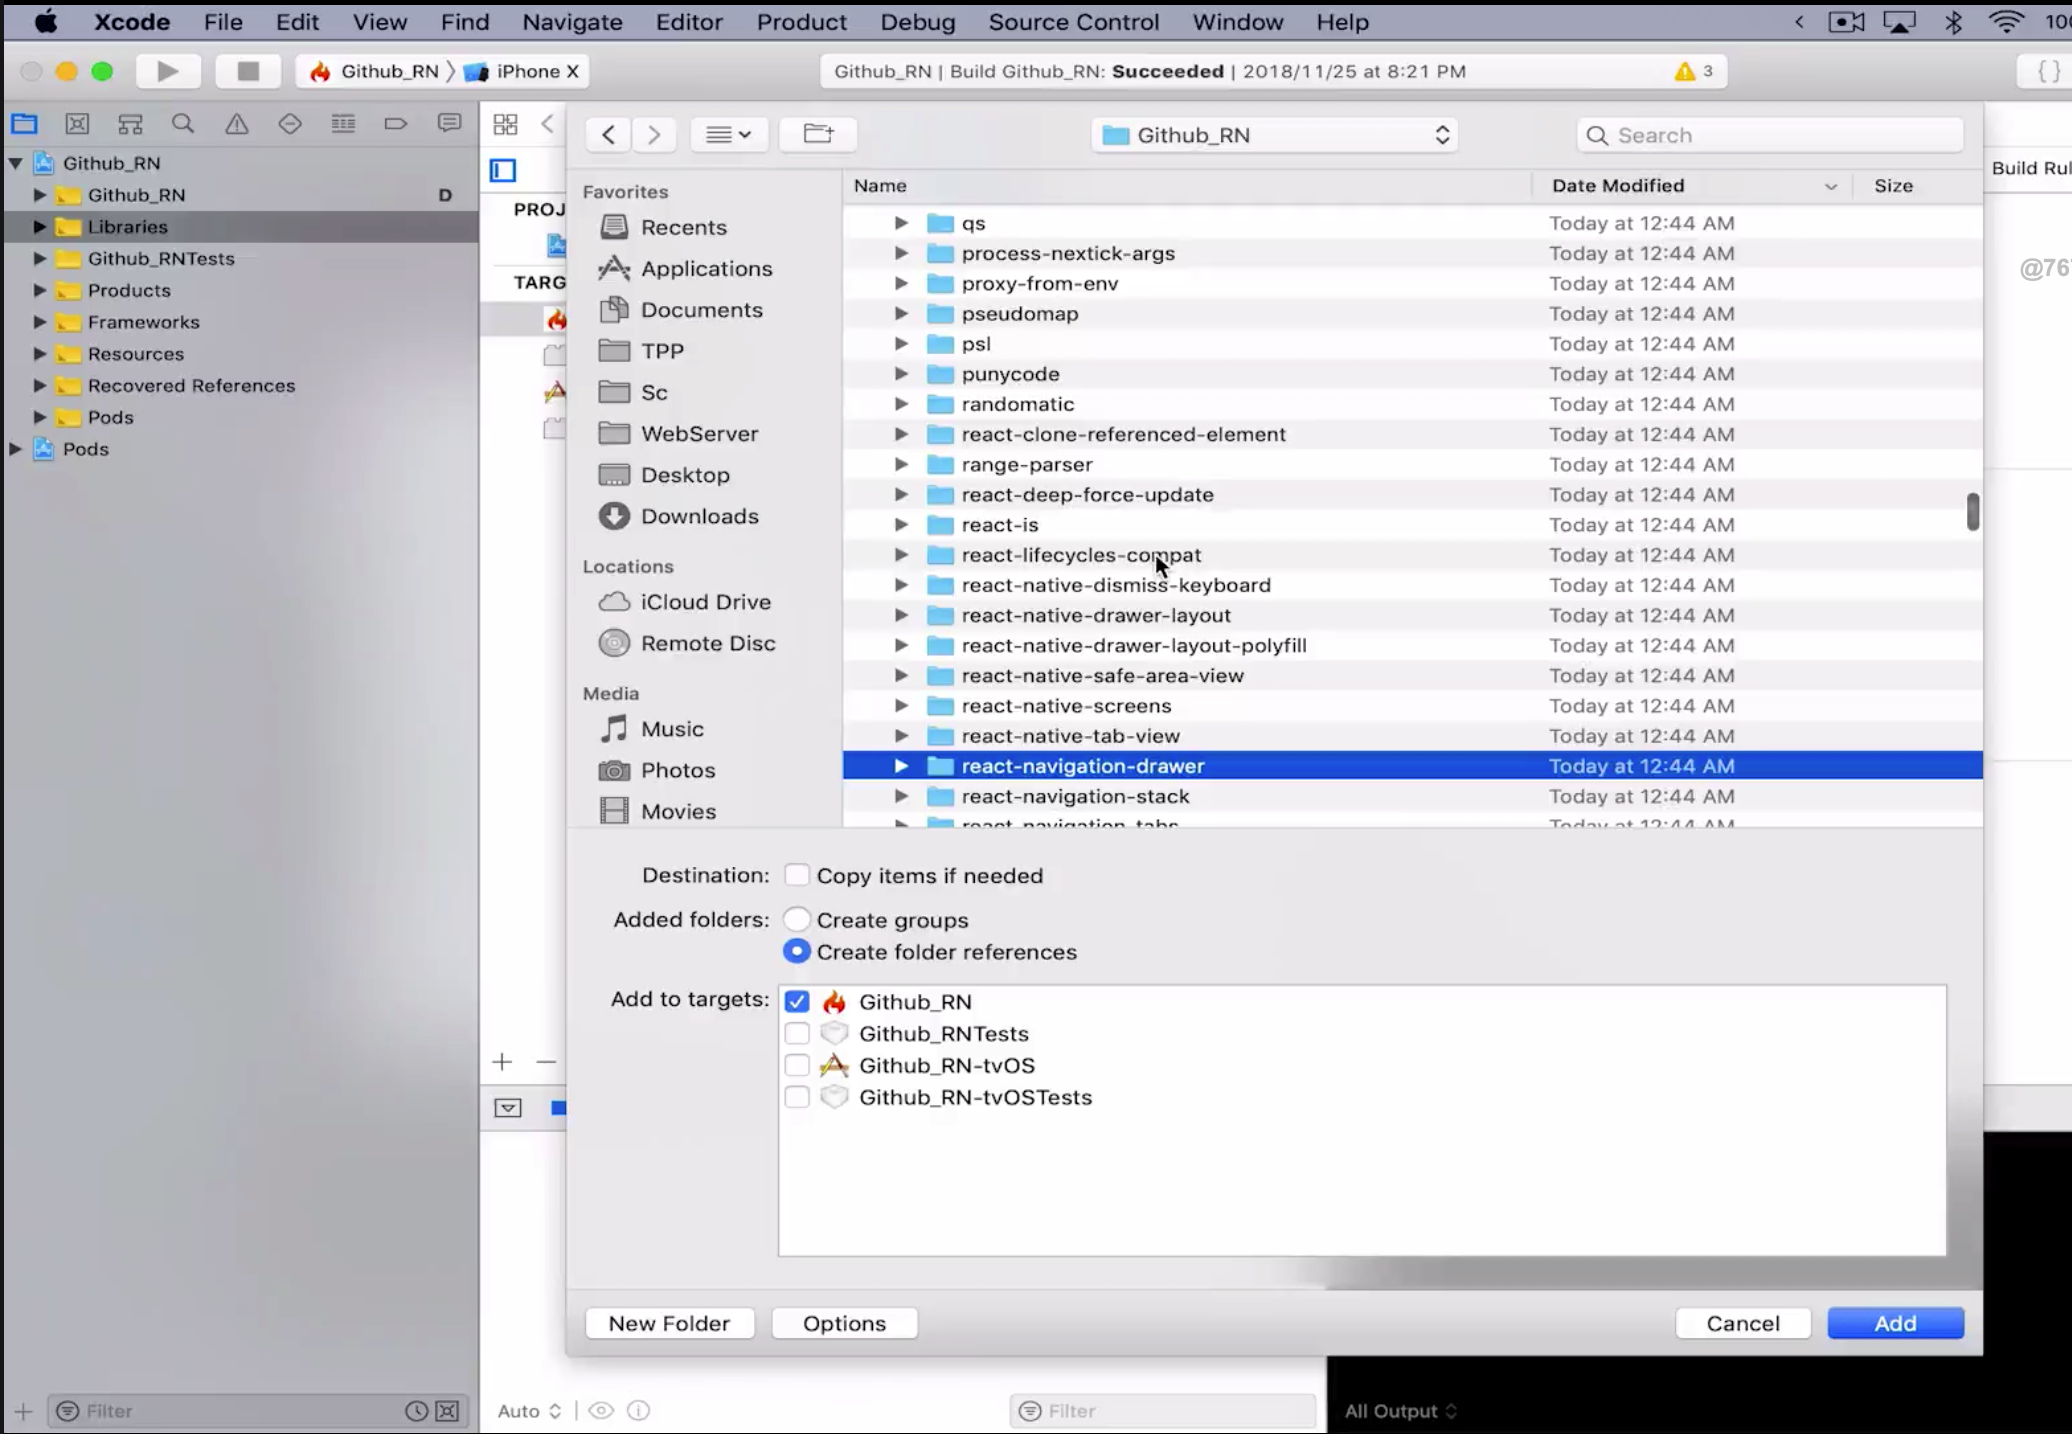 Xcode File Edit View Find Navigate Editor Product Debug Source Control Window Help
Github_RN iPhone X
Github_RN | Build Github_RN: Succeeded | 2018/11/25 at 8:21 PM 3
{ }
Github_RN
Github_RN D
Libraries
Github_RNTests
Products
Frameworks
Resources
Recovered References
Pods
Pods
Filter
Github_RN
Search
Favorites
Recents
Applications
Documents
TPP
Sc
WebServer
Desktop
Downloads
Locations
iCloud Drive
Remote Disc
Media
Music
Photos
Movies
Name Date Modified Size
qs Today at 12:44 AM
process-nextick-args Today at 12:44 AM
proxy-from-env Today at 12:44 AM
pseudomap Today at 12:44 AM
psl Today at 12:44 AM
punycode Today at 12:44 AM
randomatic Today at 12:44 AM
react-clone-referenced-element Today at 12:44 AM
range-parser Today at 12:44 AM
react-deep-force-update Today at 12:44 AM
react-is Today at 12:44 AM
react-lifecycles-compat Today at 12:44 AM
react-native-dismiss-keyboard Today at 12:44 AM
react-native-drawer-layout Today at 12:44 AM
react-native-drawer-layout-polyfill Today at 12:44 AM
react-native-safe-area-view Today at 12:44 AM
react-native-screens Today at 12:44 AM
react-native-tab-view Today at 12:44 AM
react-navigation-drawer Today at 12:44 AM
react-navigation-stack Today at 12:44 AM
react-navigation-tabs Today at 12:44 AM
Destination: Copy items if needed
Added folders: Create groups
Create folder references
Add to targets: Github_RN
Github_RNTests
Github_RN-tvOS
Github_RN-tvOSTests
New Folder Options Cancel Add
Auto
Filter
All Output